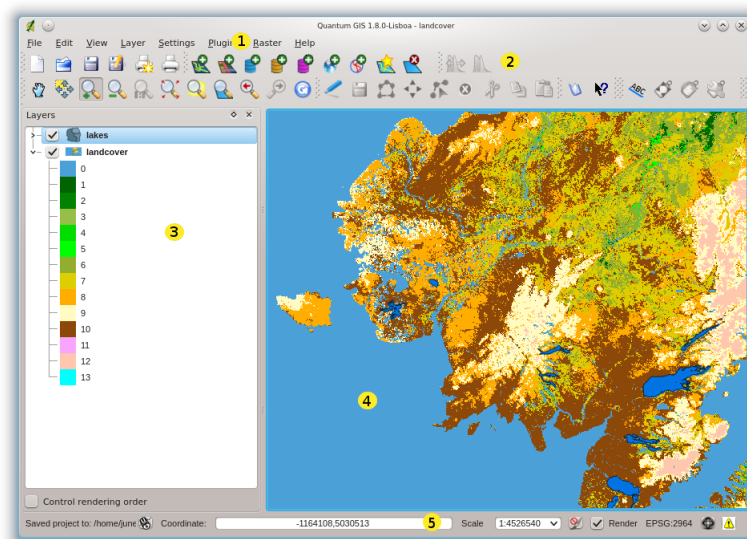 Quantum GIS 1.8.0-Lisboa - landcover
File Edit View Layer Settings Plugin 1 Raster Help
2
ABC
Layers
lakes
landcover
0
1
2
3
4
5
6
7
8
9
10
11
12
13
3
4
Control rendering order
Saved project to: /home/june Coordinate: -1164108,5030513 5 Scale 1:4526540 Render EPSG:2964